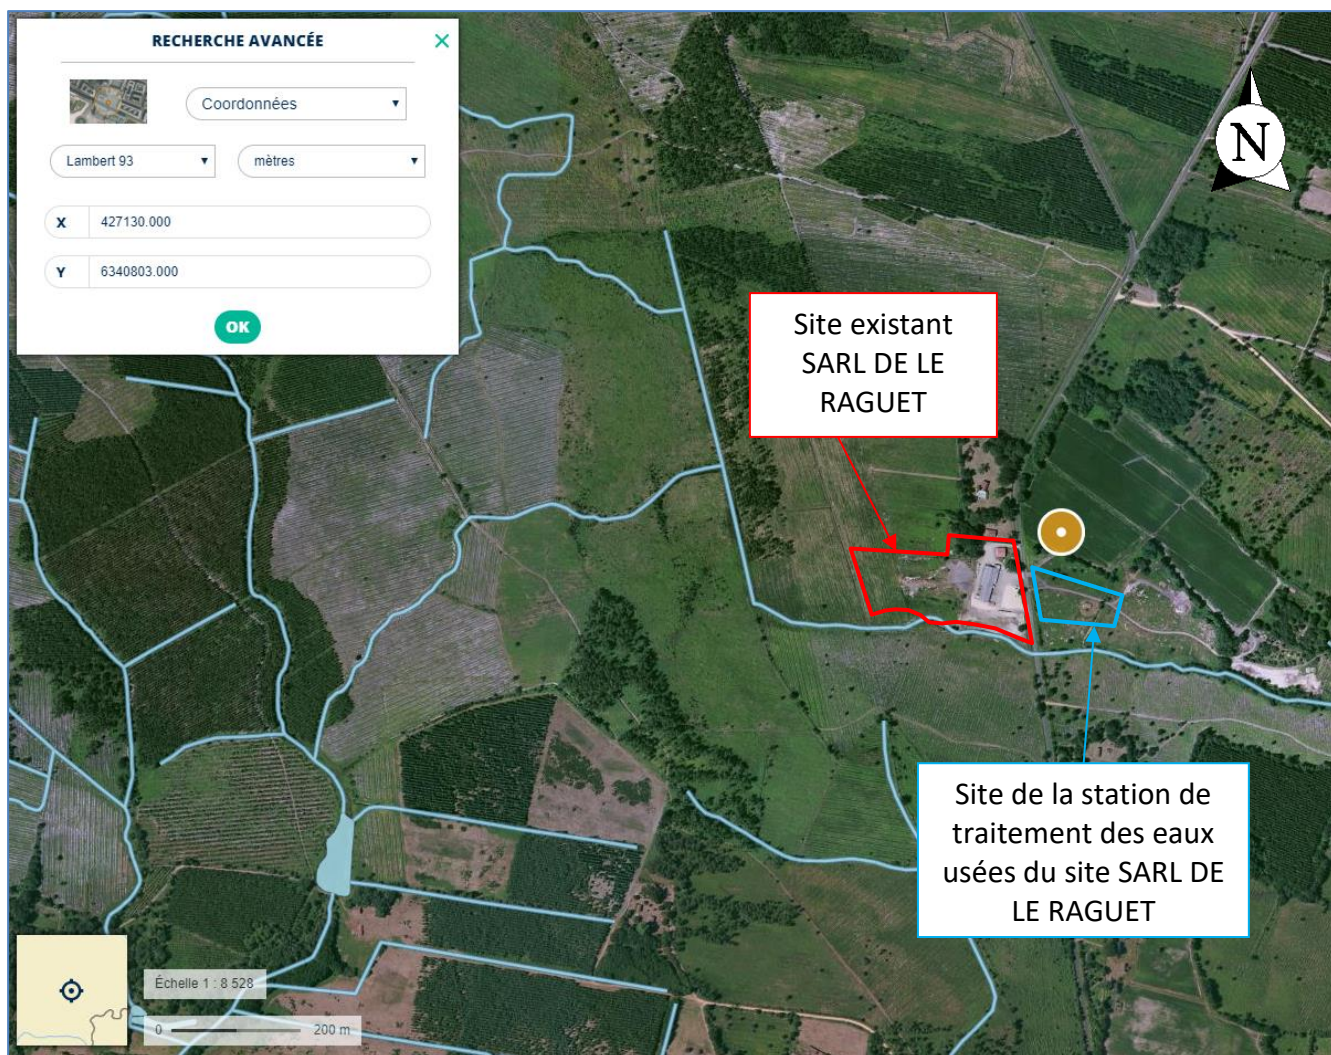 RECHERCHE AVANCÉE
Coordonnées
Lambert 93
mètres
X
427130.000
Y
6340803.000
OK
N
Site existant
SARL DE LE
RAGUET
Site de la station de
traitement des eaux
usées du site SARL DE
LE RAGUET
Échelle 1 : 8 528
0
200 m